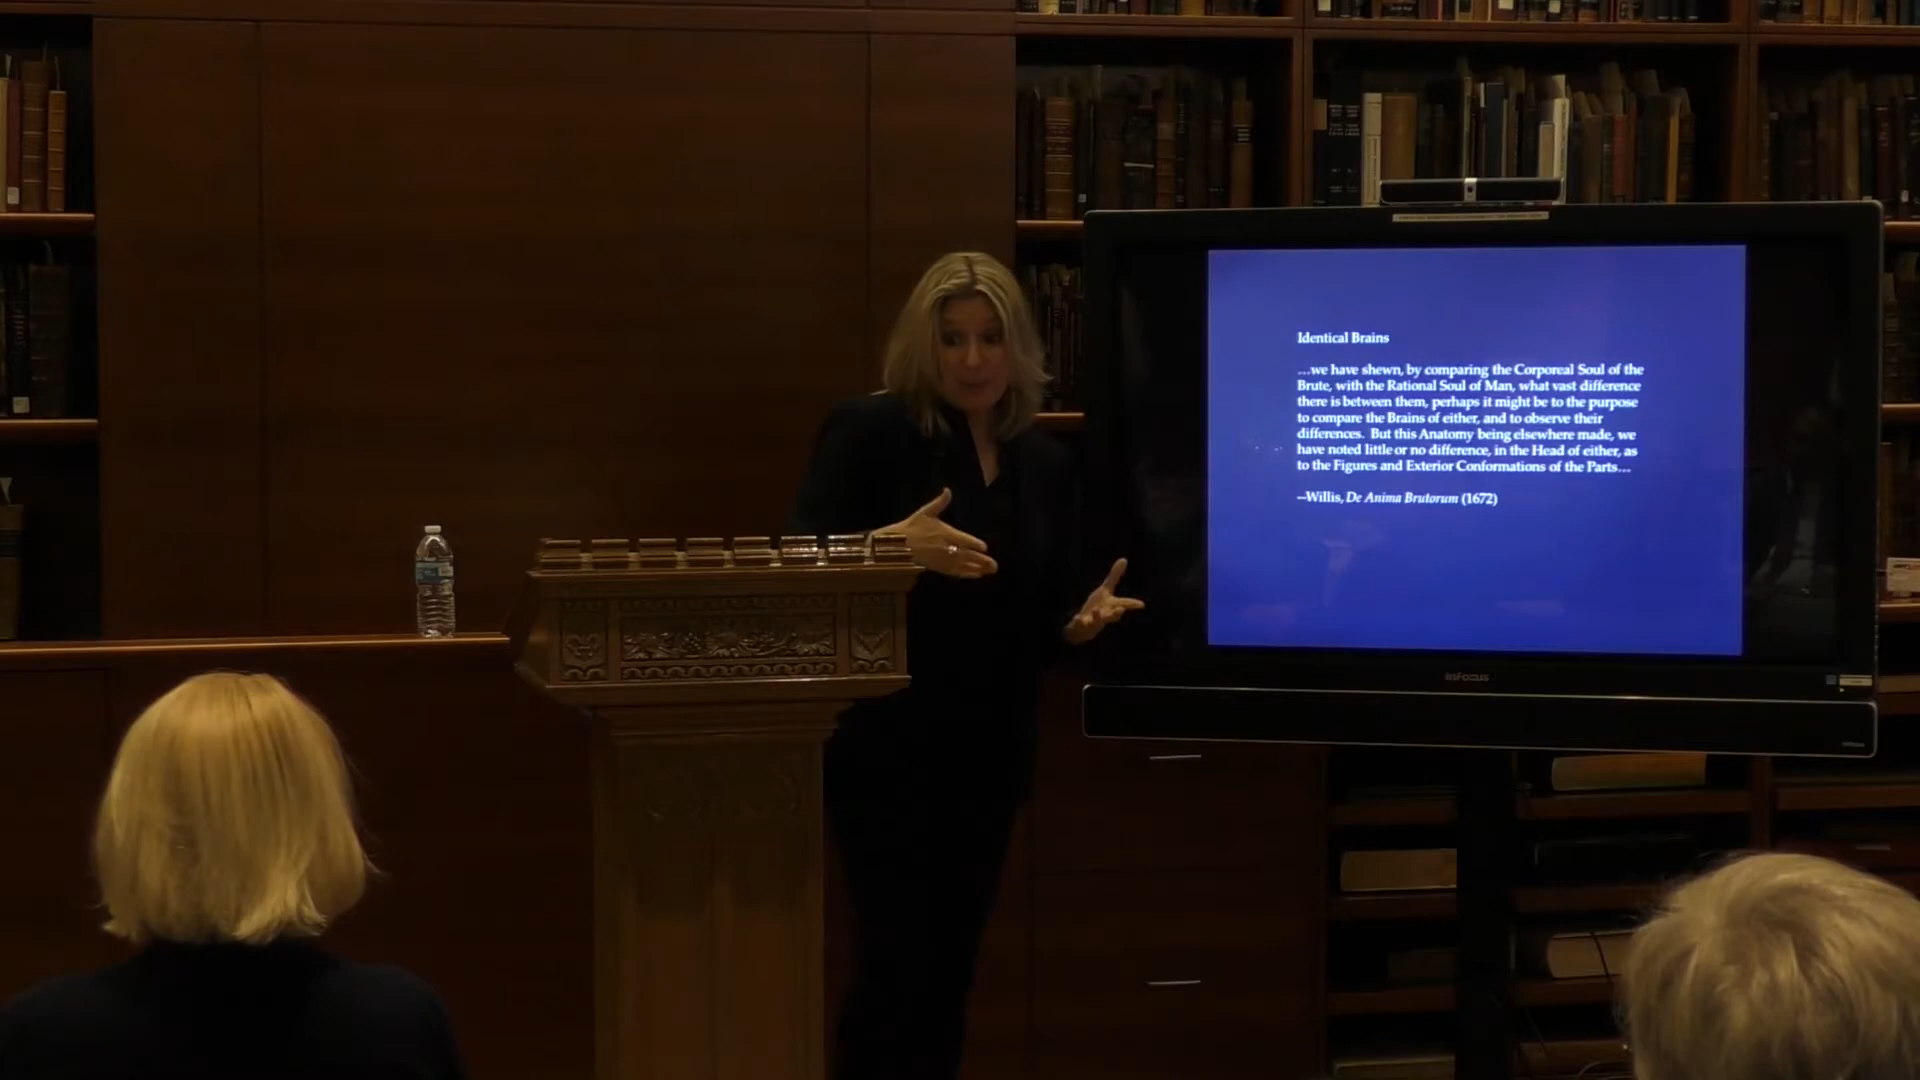 Identical Brains
...we have shewn, by comparing the Corporeal Soul of the
Brute, with the Rational Soul of Man, what vast difference
there is between them, perhaps it might be to the purpose
to compare the Brains of either, and to observe their
differences. But this Anatomy being elsewhere made, we
have noted little or no difference, in the Head of either, as
to the Figures and Exterior Conformations of the Parts...
--Willis, De Anima Brutorum (1672)
InFocus